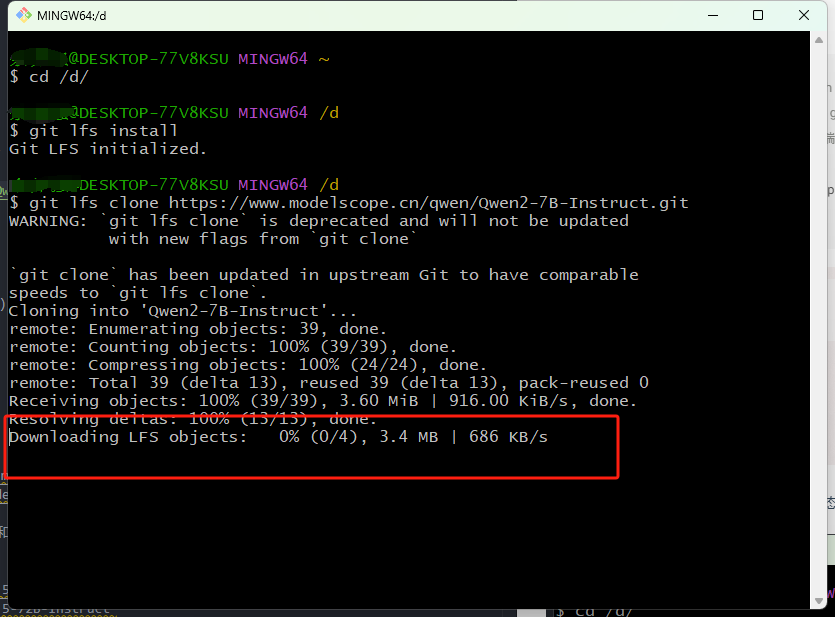 MINGW64:/d
@DESKTOP-77V8KSU MINGW64 ~
$ cd /d/
@DESKTOP-77V8KSU MINGW64 /d
$ git lfs install
Git LFS initialized.
DESKTOP-77V8KSU MINGW64 /d
$ git lfs clone https://www.modelscope.cn/qwen/Qwen2-7B-Instruct.git
WARNING: `git lfs clone` is deprecated and will not be updated
with new flags from `git clone`
`git clone` has been updated in upstream Git to have comparable
speeds to `git lfs clone`.
Cloning into 'Qwen2-7B-Instruct'...
remote: Enumerating objects: 39, done.
remote: Counting objects: 100% (39/39), done.
remote: Compressing objects: 100% (24/24), done.
remote: Total 39 (delta 13), reused 39 (delta 13), pack-reused 0
Receiving objects: 100% (39/39), 3.60 MiB | 916.00 KiB/s, done.
Resolving deltas: 100% (13/13), done.
Downloading LFS objects:   0% (0/4), 3.4 MB | 686 KB/s
$ cd /d/